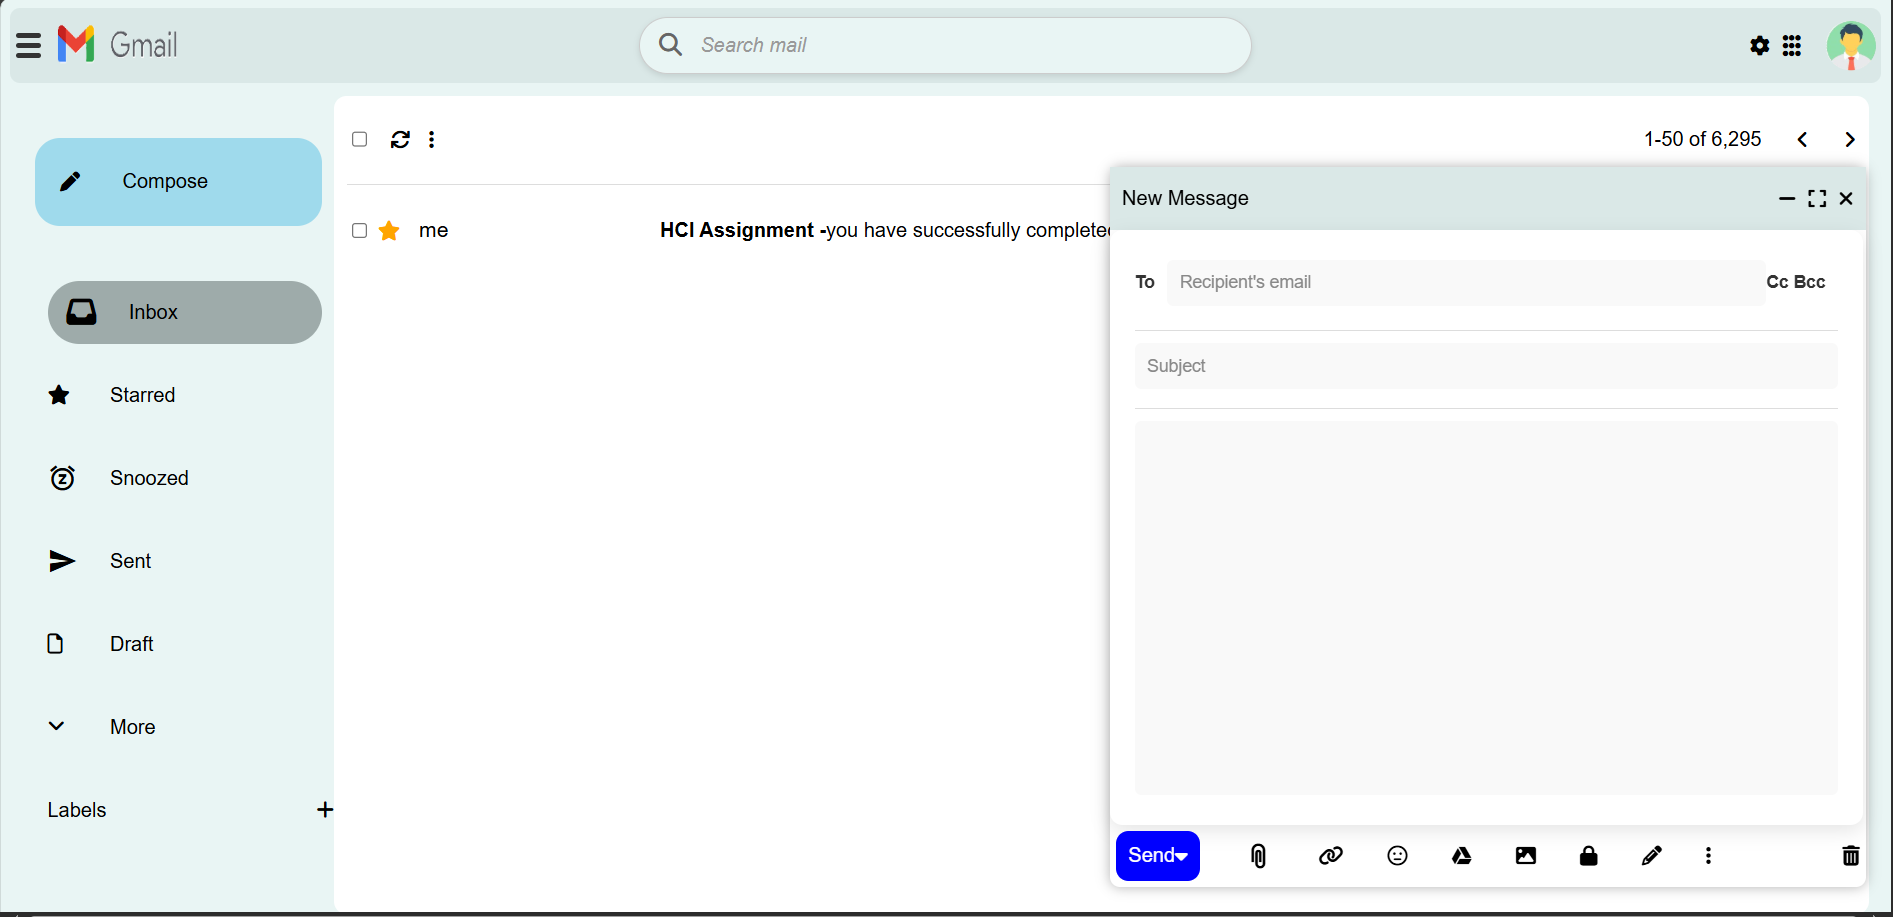 Gmail
Search mail
Compose
1-50 of 6,295
New Message
me HCI Assignment -you have successfully completed
To Recipient's email Cc Bcc
Inbox
Subject
Starred
Snoozed
Sent
Draft
More
Labels
Send